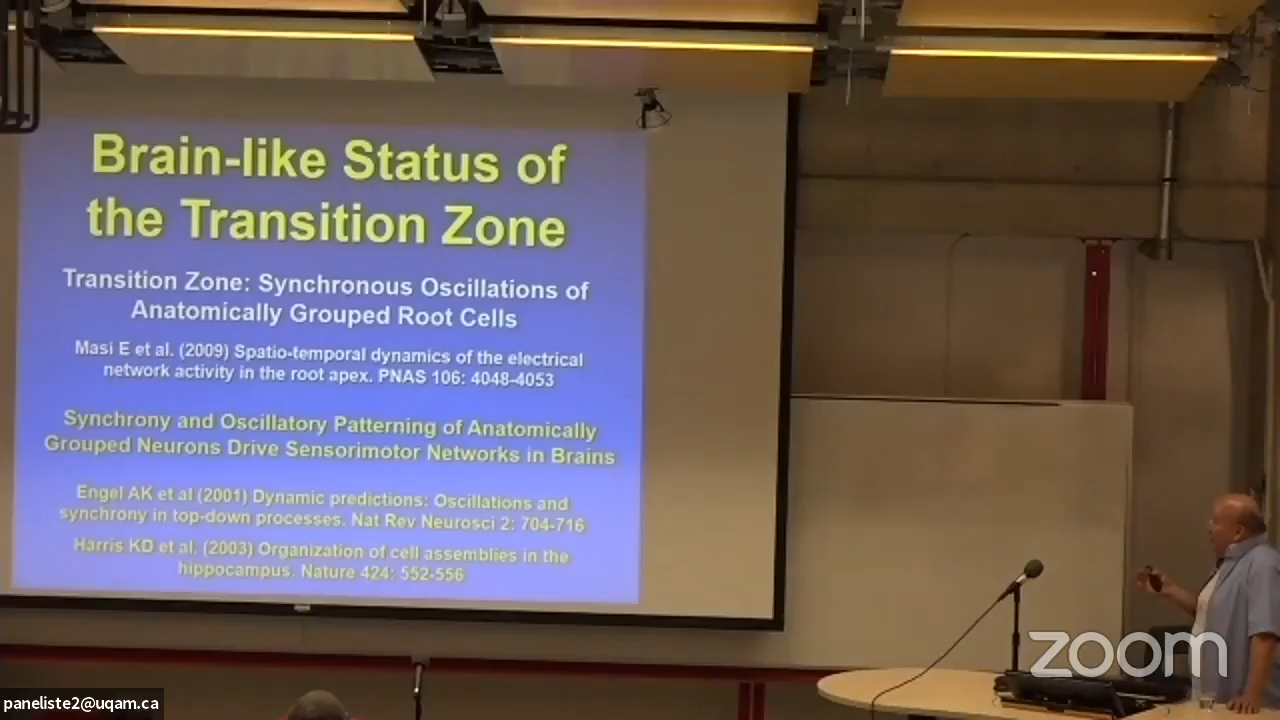 Brain-like Status of
the Transition Zone
Transition Zone: Synchronous Oscillations of
Anatomically Grouped Root Cells
Masi E et al. (2009) Spatio-temporal dynamics of the electrical
network activity in the root apex. PNAS 106: 4048-4053
Synchrony and Oscillatory Patterning of Anatomically
Grouped Neurons Drive Sensorimotor Networks in Brains
Engel AK et al (2001) Dynamic predictions: Oscillations and
synchrony in top-down processes. Nat Rev Neurosci 2: 704-716
Harris KD et al. (2003) Organization of cell assemblies in the
hippocampus. Nature 424: 552-556
zoom
paneliste2@uqam.ca